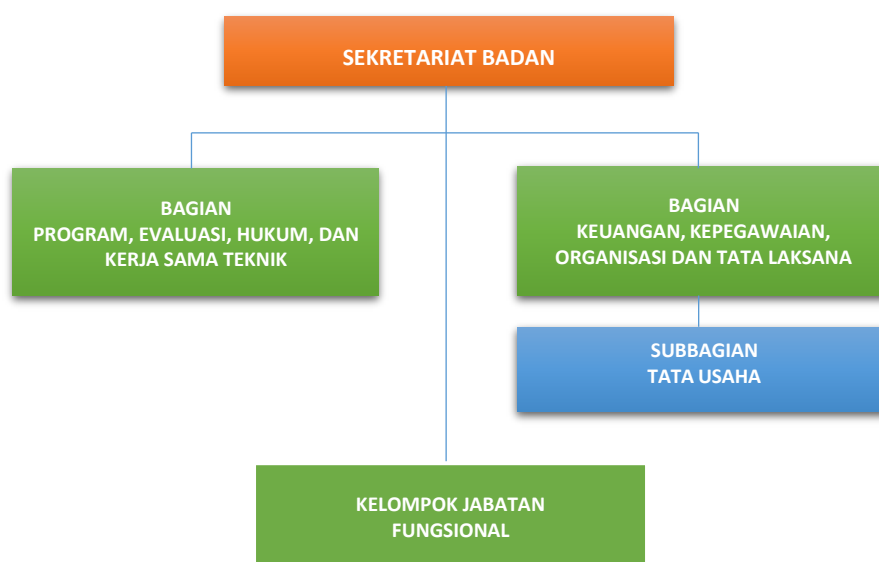 SEKRETARIAT BADAN
BAGIAN
PROGRAM, EVALUASI, HUKUM, DAN
KERJA SAMA TEKNIK
BAGIAN
KEUANGAN, KEPEGAWAIAN,
ORGANISASI DAN TATA LAKSANA
SUBBAGIAN
TATA USAHA
KELOMPOK JABATAN
FUNGSIONAL